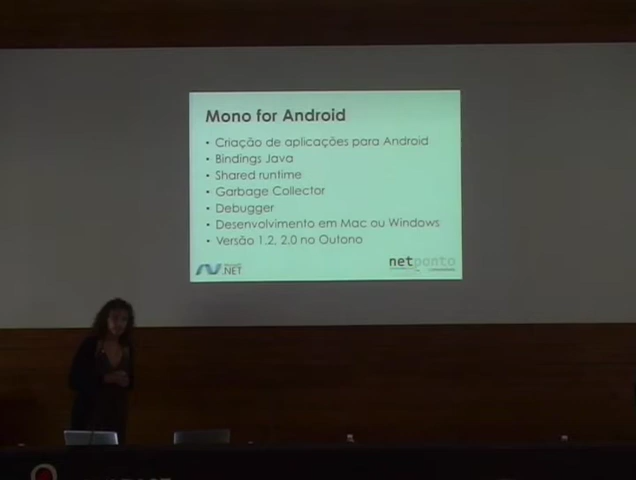 Mono for Android
• Criação de aplicações para Android
• Bindings Java
• Shared runtime
• Garbage Collector
• Debugger
• Desenvolvimento em Mac ou Windows
• Versão 1.2, 2.0 no Outono
Microsoft
.NET
netponto